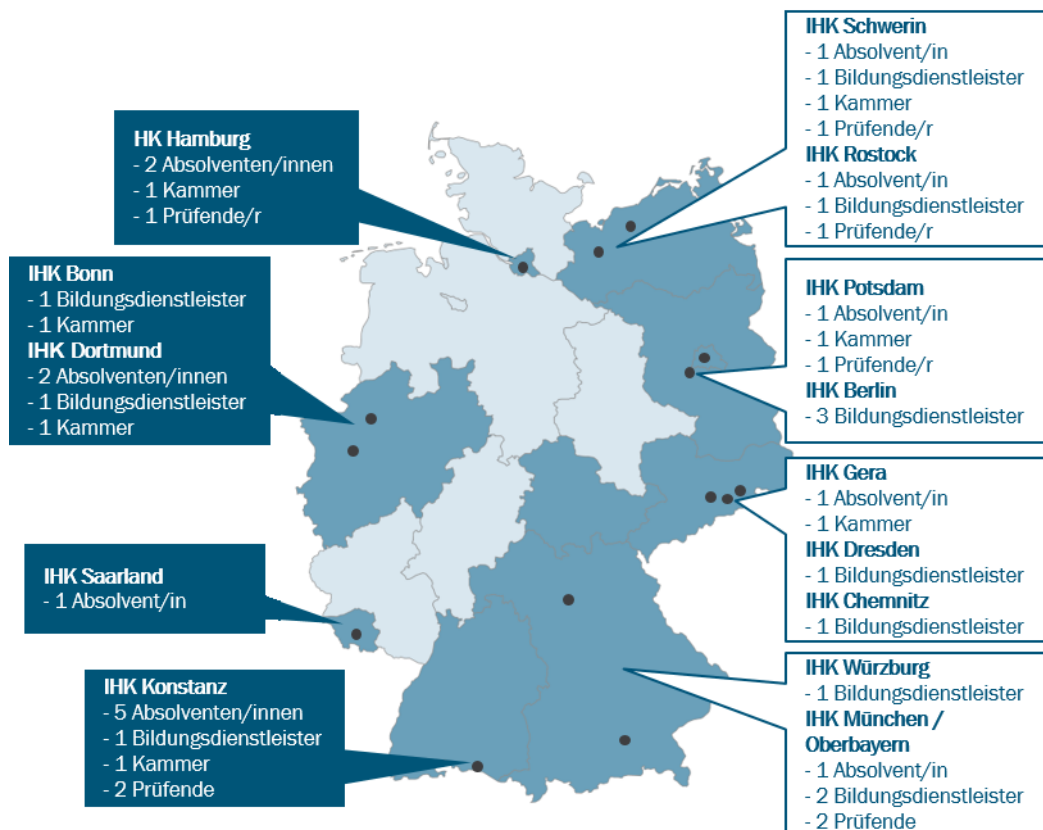 HK Hamburg
- 2 Absolventen/innen
- 1 Kammer
- 1 Prüfende/r
IHK Bonn
- 1 Bildungsdienstleister
- 1 Kammer
IHK Dortmund
- 2 Absolventen/innen
- 1 Bildungsdienstleister
- 1 Kammer
IHK Saarland
- 1 Absolvent/in
IHK Konstanz
- 5 Absolventen/innen
- 1 Bildungsdienstleister
- 1 Kammer
- 2 Prüfende
IHK Schwerin
- 1 Absolvent/in
- 1 Bildungsdienstleister
- 1 Kammer
- 1 Prüfende/r
IHK Rostock
- 1 Absolvent/in
- 1 Bildungsdienstleister
- 1 Prüfende/r
IHK Potsdam
- 1 Absolvent/in
- 1 Kammer
- 1 Prüfende/r
IHK Berlin
- 3 Bildungsdienstleister
IHK Gera
- 1 Absolvent/in
- 1 Kammer
IHK Dresden
- 1 Bildungsdienstleister
IHK Chemnitz
- 1 Bildungsdienstleister
IHK Würzburg
- 1 Bildungsdienstleister
IHK München /
Oberbayern
- 1 Absolvent/in
- 2 Bildungsdienstleister
- 2 Prüfende